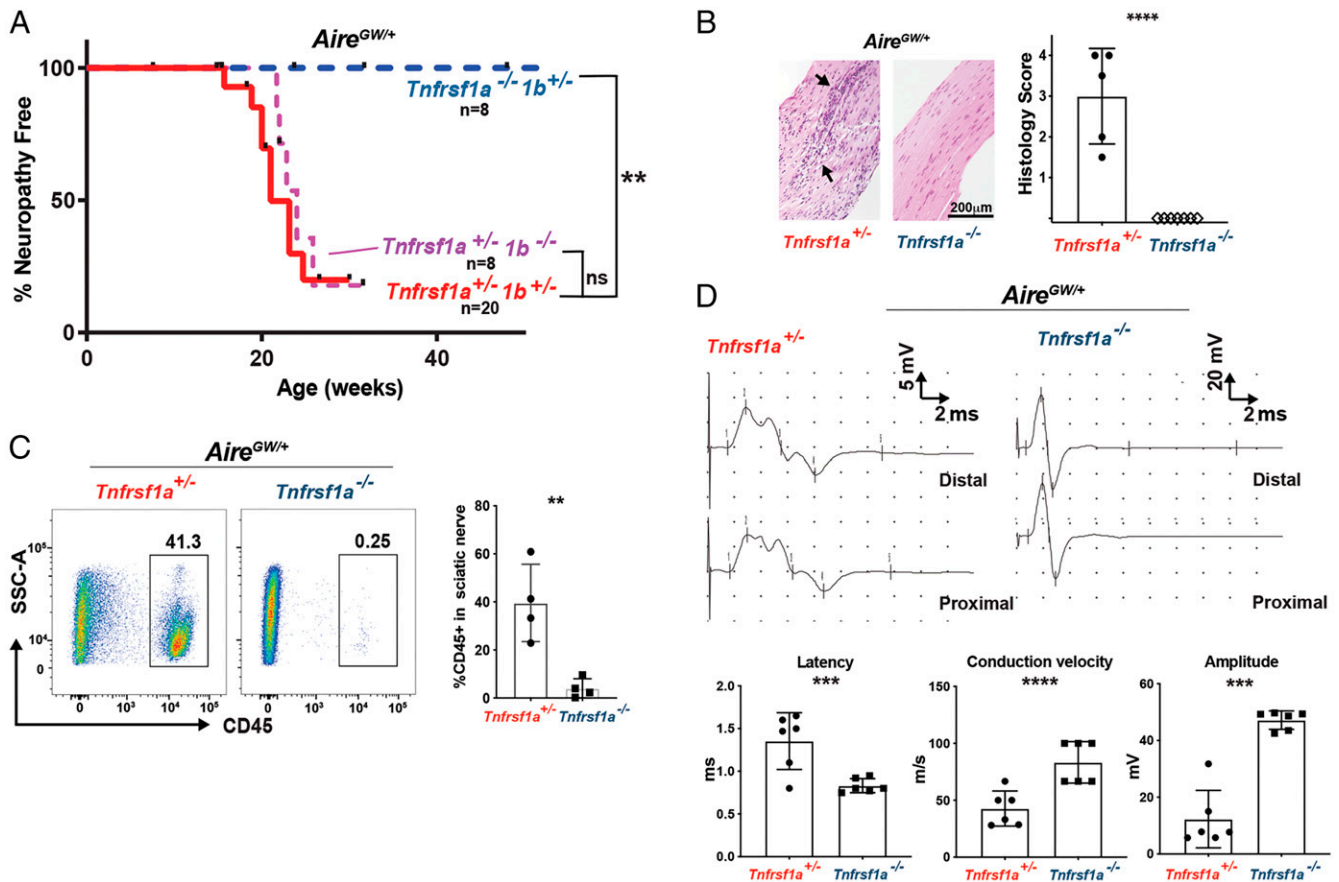 A
Aire^GW/+
% Neuropathy Free
100
50
0
Tnfrsf1a^-/- 1b^+/-
n=8
**
Tnfrsf1a^+/- 1b^-/-
n=8
ns
Tnfrsf1a^+/- 1b^+/-
n=20
0 20 40
Age (weeks)
B
Aire^GW/+
200µm
Tnfrsf1a^+/- Tnfrsf1a^-/-
****
Histology Score
4
3
2
1
Tnfrsf1a^+/- Tnfrsf1a^-/-
C
Aire^GW/+
Tnfrsf1a^+/- Tnfrsf1a^-/-
SSC-A
10^5
10^4
0
41.3
0.25
0 10^3 10^4 10^5
0 10^3 10^4 10^5
CD45
**
%CD45+ in sciatic nerve
80
60
40
20
0
Tnfrsf1a^+/- Tnfrsf1a^-/-
D
Aire^GW/+
Tnfrsf1a^+/- Tnfrsf1a^-/-
5 mV
2 ms
20 mV
2 ms
Distal
Distal
Proximal
Proximal
Latency
***
ms
2.0
1.5
1.0
0.5
0.0
Tnfrsf1a^+/- Tnfrsf1a^-/-
Conduction velocity
****
m/s
150
100
50
0
Tnfrsf1a^+/- Tnfrsf1a^-/-
Amplitude
***
mV
60
40
20
0
Tnfrsf1a^+/- Tnfrsf1a^-/-